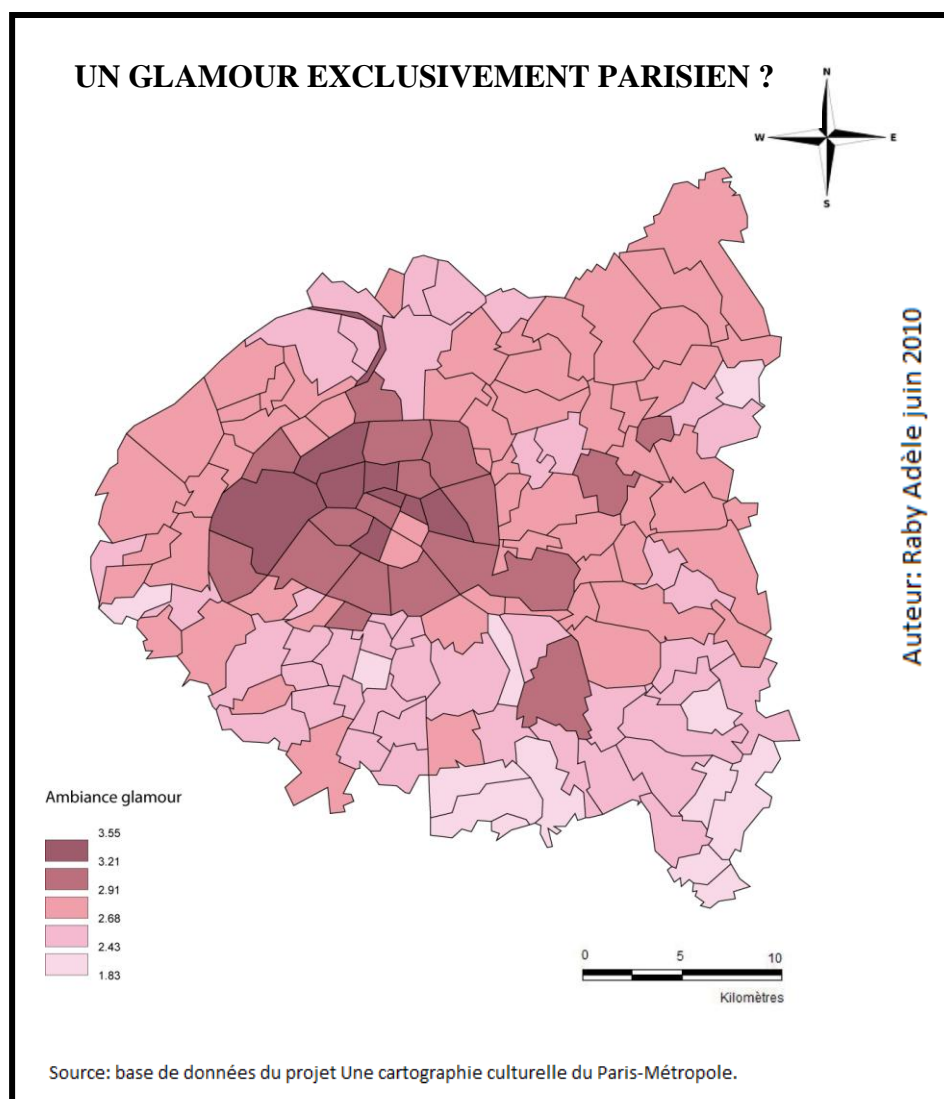 UN GLAMOUR EXCLUSIVEMENT PARISIEN ?
N
W
E
S
Auteur: Raby Adèle juin 2010
Ambiance glamour
3.55
3.21
2.91
2.68
2.43
1.83
0 5 10
Kilomètres
Source: base de données du projet Une cartographie culturelle du Paris-Métropole.